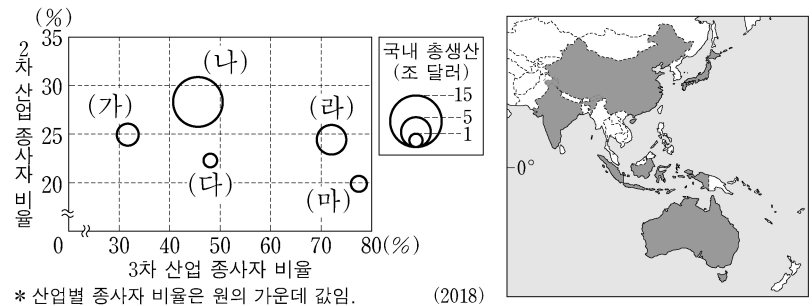 (%)
35
30
25
20
0
2차 산업 종사자 비율
(가)
(나)
(다)
(라)
(마)
30 40 50 60 70 80(%)
3차 산업 종사자 비율
국내 총생산
(조 달러)
15
5
1
* 산업별 종사자 비율은 원의 가운데 값임.
(2018)
0°